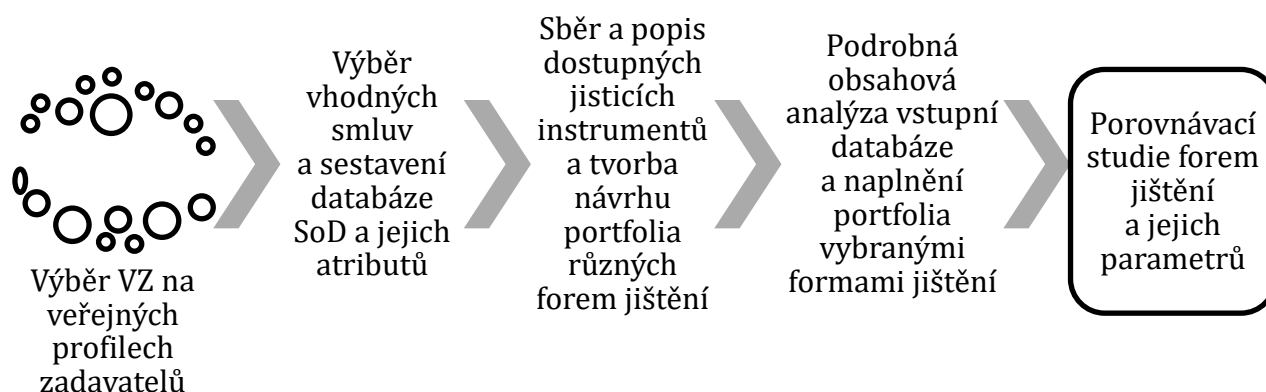 Výběr VZ na
veřejných
profilech
zadavatelů
Výběr
vhodných
smluv
a sestavení
databáze
SoD a jejich
atributů
Sběr a popis
dostupných
jisticích
instrumentů
a tvorba
návrhu
portfolia
různých
forem jištění
Podrobná
obsahová
analýza vstupní
databáze
a naplnění
portfolia
vybranými
formami jištění
Porovnávací
studie forem
jištění
a jejich
parametrů